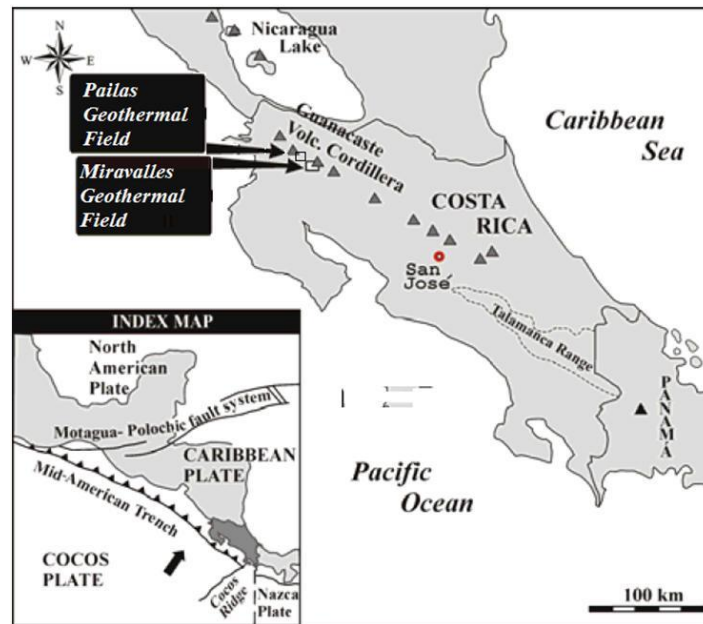 N
W
E
S
Nicaragua
Lake
Pailas
Geothermal
Field
Guanacaste
Volc. Cordillera
Caribbean
Sea
Miravalles
Geothermal
Field
COSTA
RICA
San
José
Talamanca Range
PANAMÁ
Pacific
Ocean
100 km
INDEX MAP
North
American
Plate
Motagua- Polochic fault system
CARIBBEAN
PLATE
Mid-American Trench
COCOS
PLATE
Cocos
Ridge
Nazca
Plate